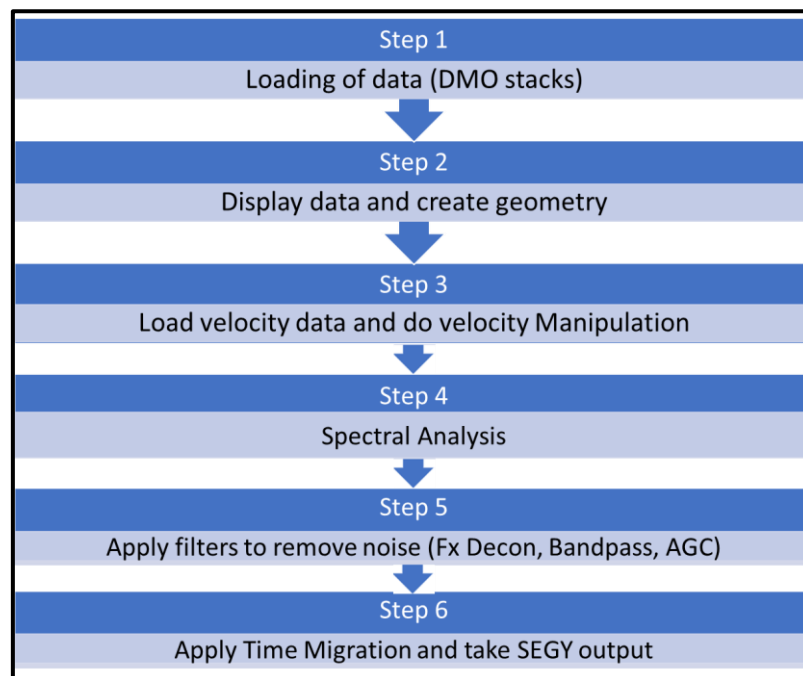 Step 1
Loading of data (DMO stacks)
Step 2
Display data and create geometry
Step 3
Load velocity data and do velocity Manipulation
Step 4
Spectral Analysis
Step 5
Apply filters to remove noise (Fx Decon, Bandpass, AGC)
Step 6
Apply Time Migration and take SEGY output